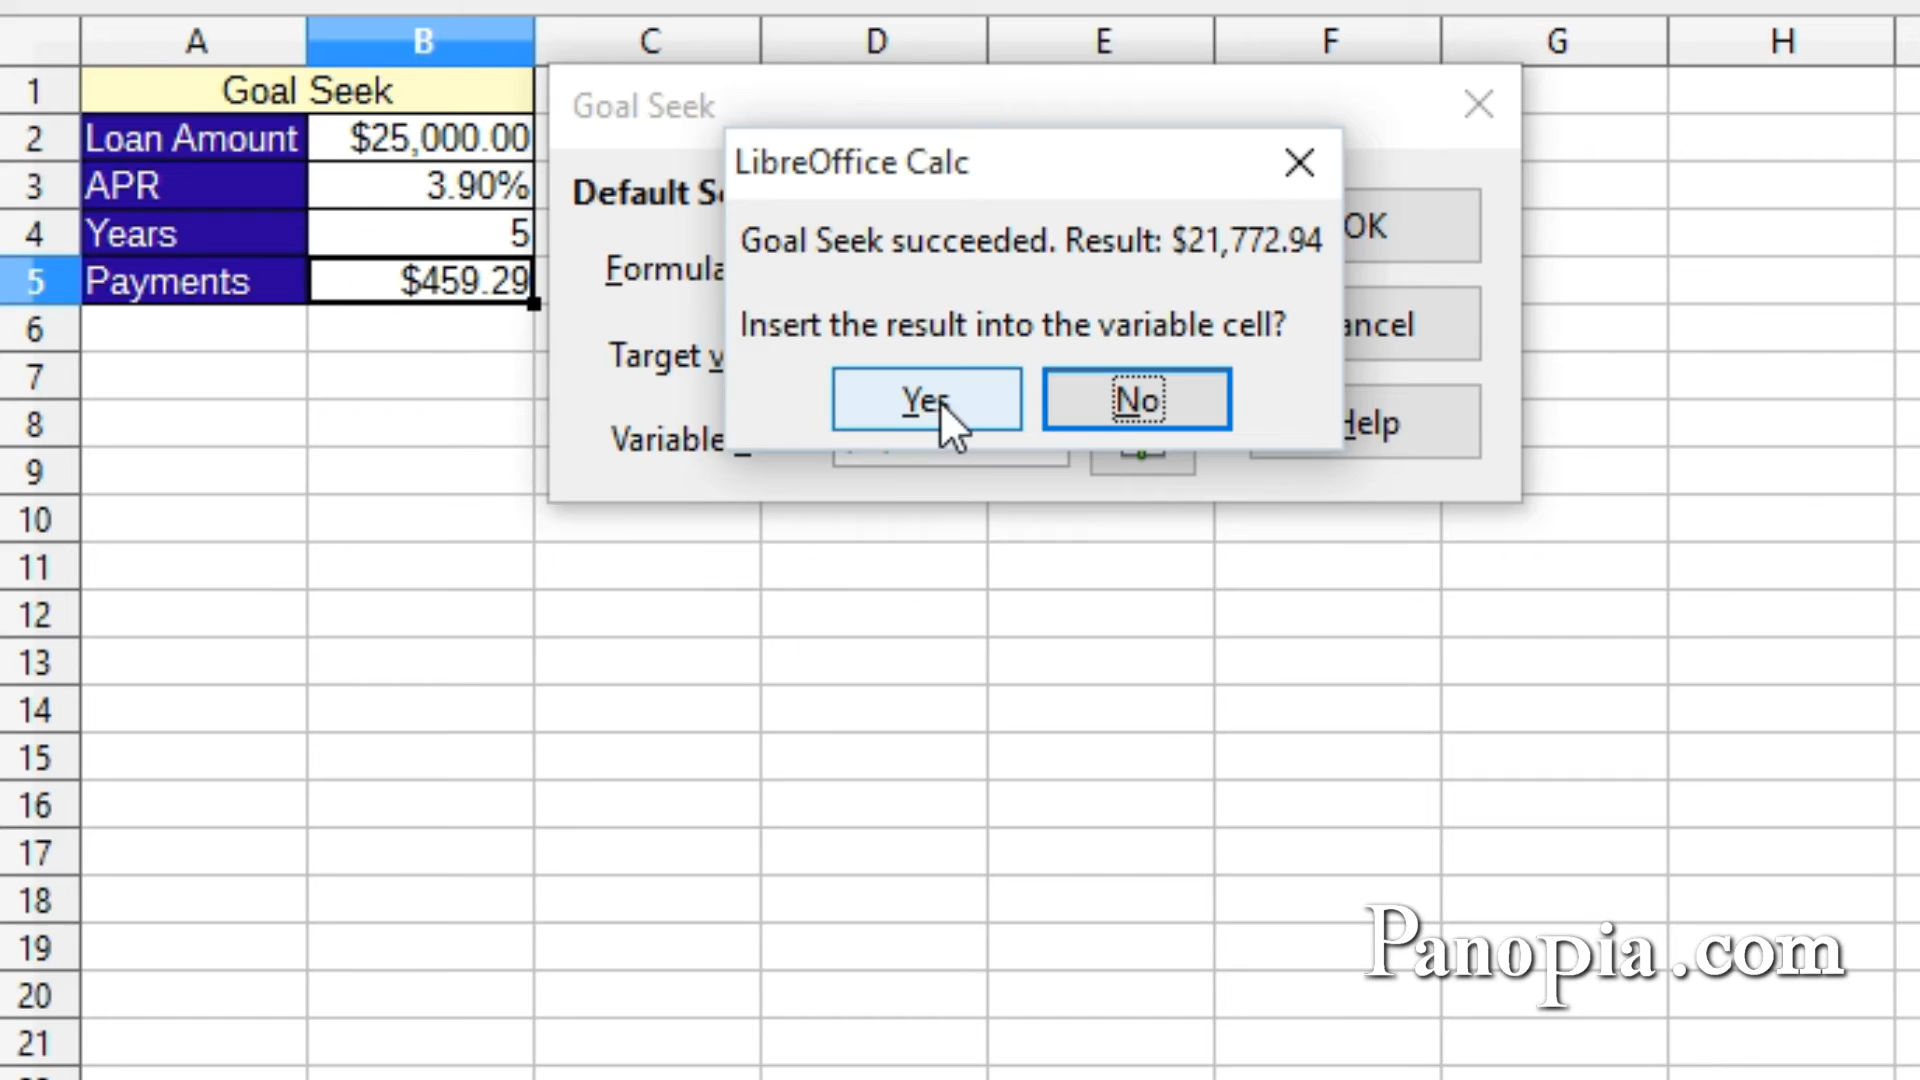 A B C D E F G H
1 Goal Seek
2 Loan Amount $25,000.00
3 APR 3.90%
4 Years 5
5 Payments $459.29
6
7
8
9
10
11
12
13
14
15
16
17
18
19
20
21
Goal Seek
Default
Formula
Target
Variable
OK
Help
LibreOffice Calc
Goal Seek succeeded. Result: $21,772.94
Insert the result into the variable cell?
Yes No
Panopia.com